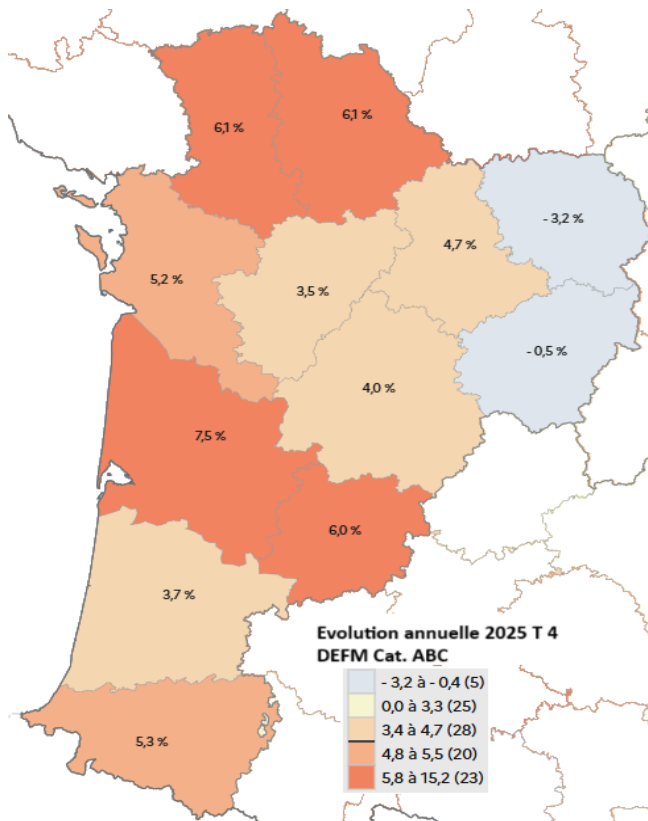 6,1 %
6,1 %
- 3,2 %
4,7 %
5,2 %
3,5 %
- 0,5 %
4,0 %
7,5 %
6,0 %
3,7 %
5,3 %
Evolution annuelle 2025 T 4
DEFM Cat. ABC
- 3,2 à - 0,4 (5)
0,0 à 3,3 (25)
3,4 à 4,7 (28)
4,8 à 5,5 (20)
5,8 à 15,2 (23)